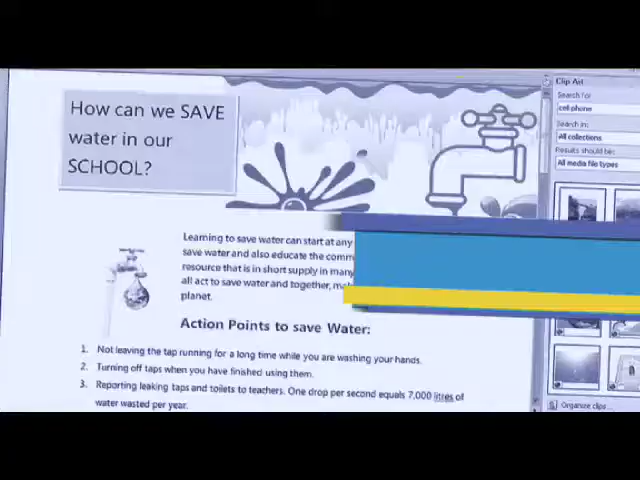 How can we SAVE
water in our
SCHOOL?
Learning to save water can start at any
save water and also educate the comm
resource that is in short supply in many
all act to save water and together, m
planet.
Action Points to save Water:
1. Not leaving the tap running for a long time while you are washing your hands.
2. Turning off taps when you have finished using them.
3. Reporting leaking taps and toilets to teachers. One drop per second equals 7,000 litres of
water wasted per year.
Clip Art
Search for:
cell phone
Search in:
All collections
Results should be:
All media file types
Organize clips...